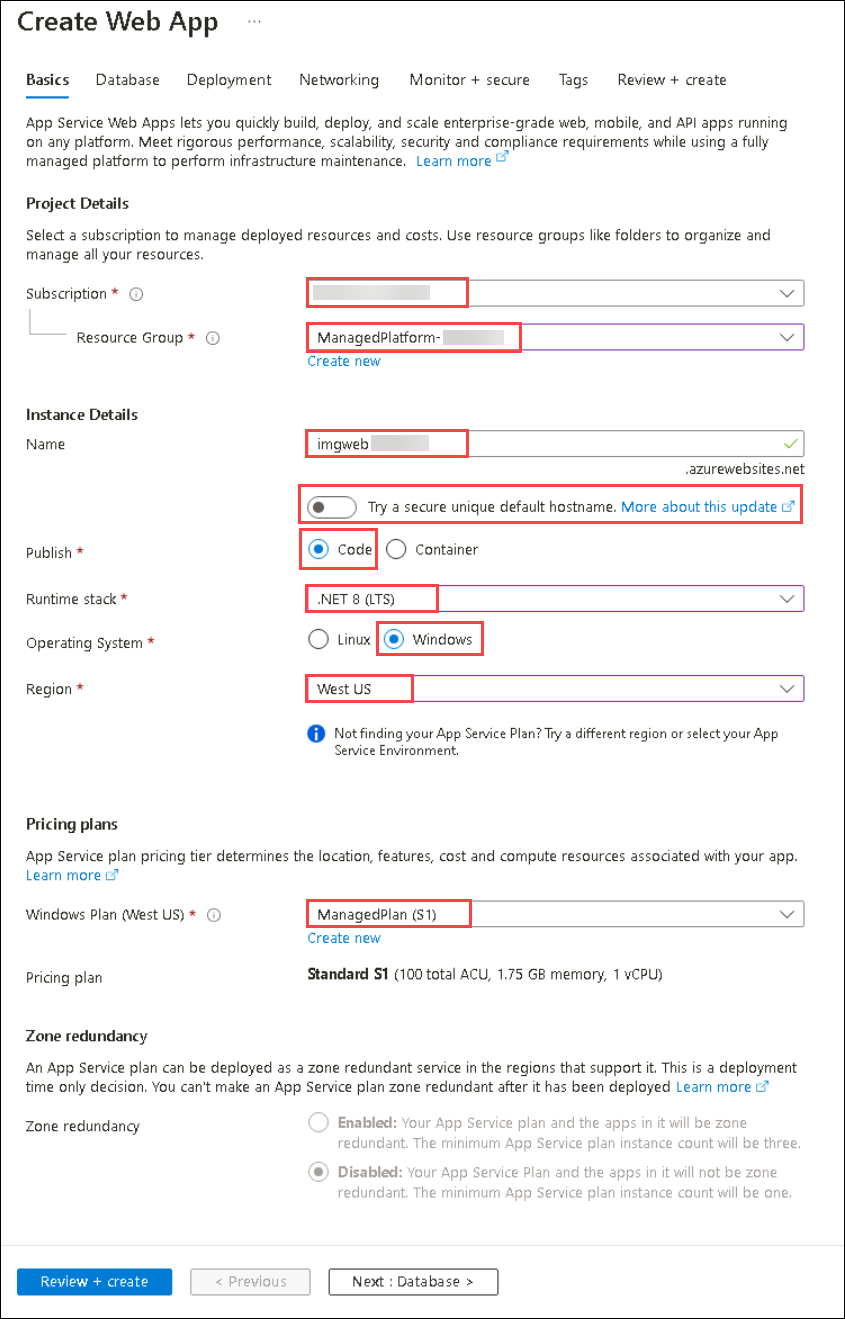 Create Web App ...
Basics Database Deployment Networking Monitor + secure Tags Review + create
App Service Web Apps lets you quickly build, deploy, and scale enterprise-grade web, mobile, and API apps running
on any platform. Meet rigorous performance, scalability, security and compliance requirements while using a fully
managed platform to perform infrastructure maintenance. Learn more
Project Details
Select a subscription to manage deployed resources and costs. Use resource groups like folders to organize and
manage all your resources.
Subscription *
Resource Group * ManagedPlatform-
Create new
Instance Details
Name imgweb
.azurewebsites.net
Try a secure unique default hostname. More about this update
Publish * Code Container
Runtime stack * .NET 8 (LTS)
Operating System * Linux Windows
Region * West US
Not finding your App Service Plan? Try a different region or select your App
Service Environment.
Pricing plans
App Service plan pricing tier determines the location, features, cost and compute resources associated with your app.
Learn more
Windows Plan (West US) * ManagedPlan (S1)
Create new
Pricing plan Standard S1 (100 total ACU, 1.75 GB memory, 1 vCPU)
Zone redundancy
An App Service plan can be deployed as a zone redundant service in the regions that support it. This is a deployment
time only decision. You can't make an App Service plan zone redundant after it has been deployed Learn more
Zone redundancy Enabled: Your App Service plan and the apps in it will be zone
redundant. The minimum App Service plan instance count will be three.
Disabled: Your App Service Plan and the apps in it will not be zone
redundant. The minimum App Service plan instance count will be one.
Review + create < Previous Next : Database >